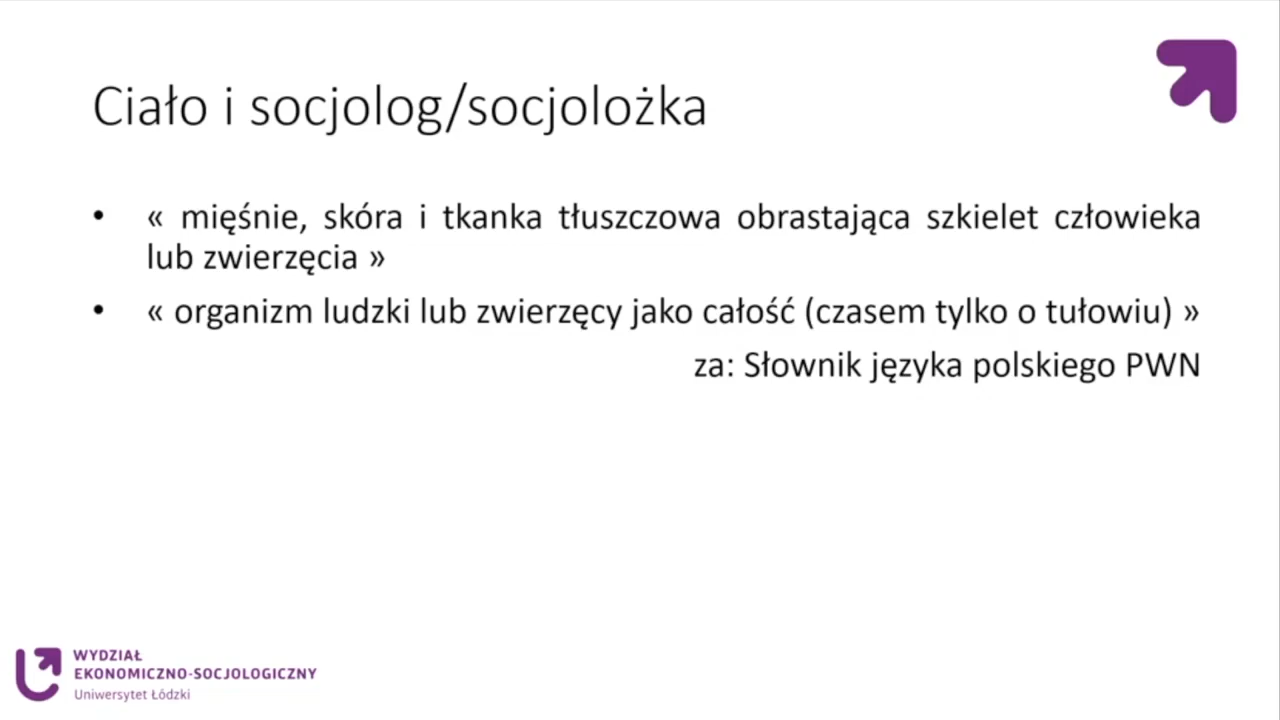 Ciało i socjolog/socjolożka
• « mięśnie, skóra i tkanka tłuszczowa obrastająca szkielet człowieka
lub zwierzęcia »
• « organizm ludzki lub zwierzęcy jako całość (czasem tylko o tułowiu) »
za: Słownik języka polskiego PWN
WYDZIAŁ
EKONOMICZNO-SOCJOLOGICZNY
Uniwersytet Łódzki